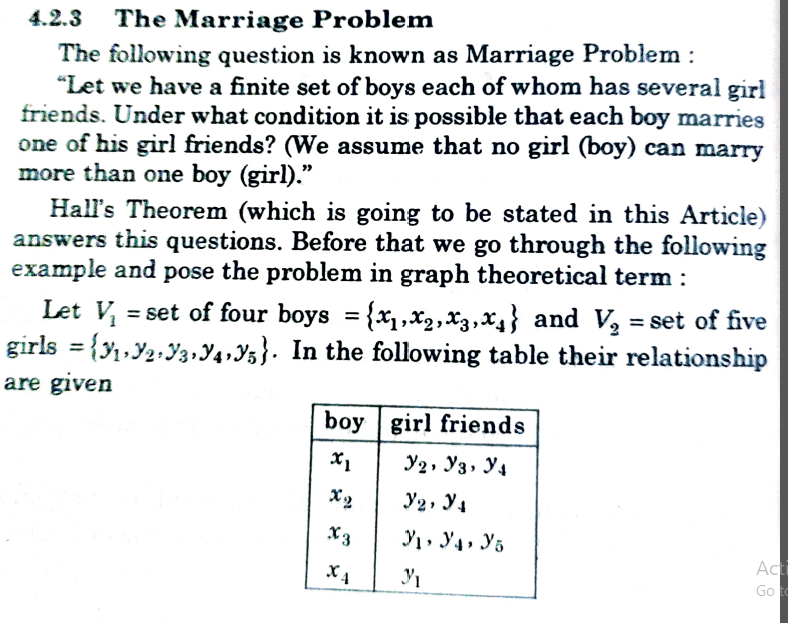 4.2.3 The Marriage Problem
The following question is known as Marriage Problem :
“Let we have a finite set of boys each of whom has several girl
friends. Under what condition it is possible that each boy marries
one of his girl friends? (We assume that no girl (boy) can marry
more than one boy (girl).”
Hall's Theorem (which is going to be stated in this Article)
answers this questions. Before that we go through the following
example and pose the problem in graph theoretical term :
Let V₁ = set of four boys = {x₁, x₂, x₃, x₄} and V₂ = set of five
girls = {y₁, y₂, y₃, y₄, y₅}. In the following table their relationship
are given
boy girl friends
x₁ y₂, y₃, y₄
x₂ y₂, y₄
x₃ y₁, y₄, y₅
x₄ y₁